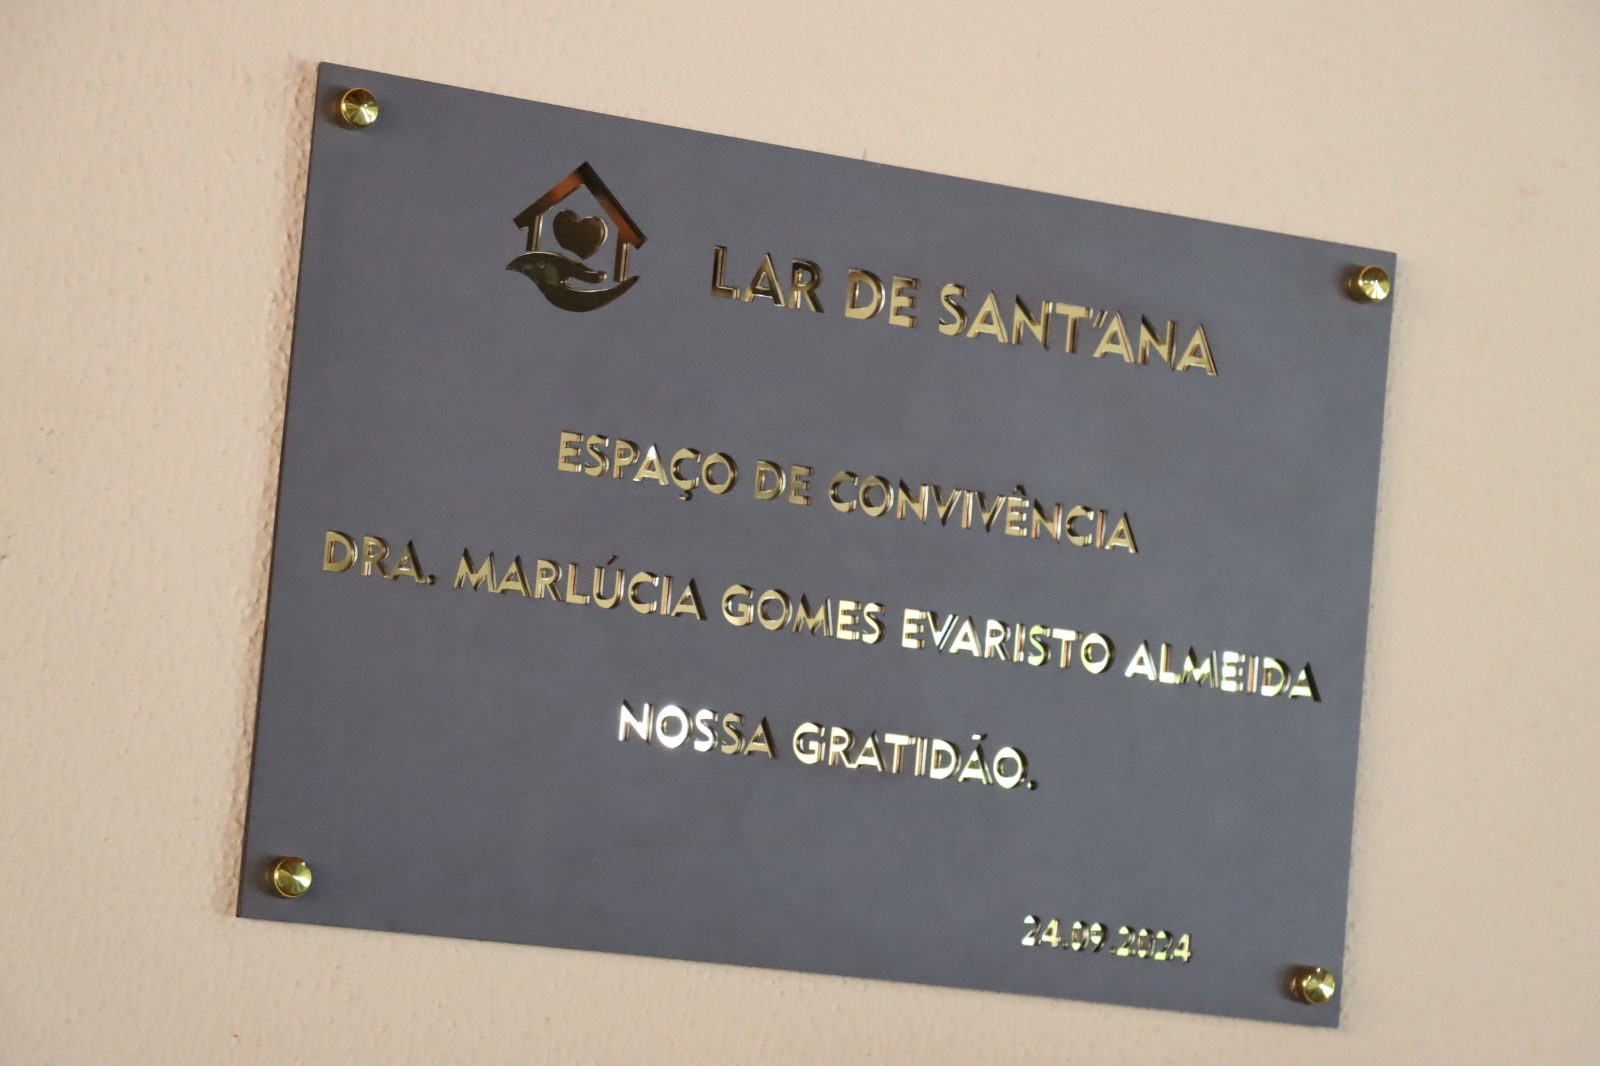 LAR DE SANT'ANA
ESPAÇO DE CONVIVÊNCIA
DRA. MARLÚCIA GOMES EVARISTO ALMEIDA
NOSSA GRATIDÃO.
24.09.2024